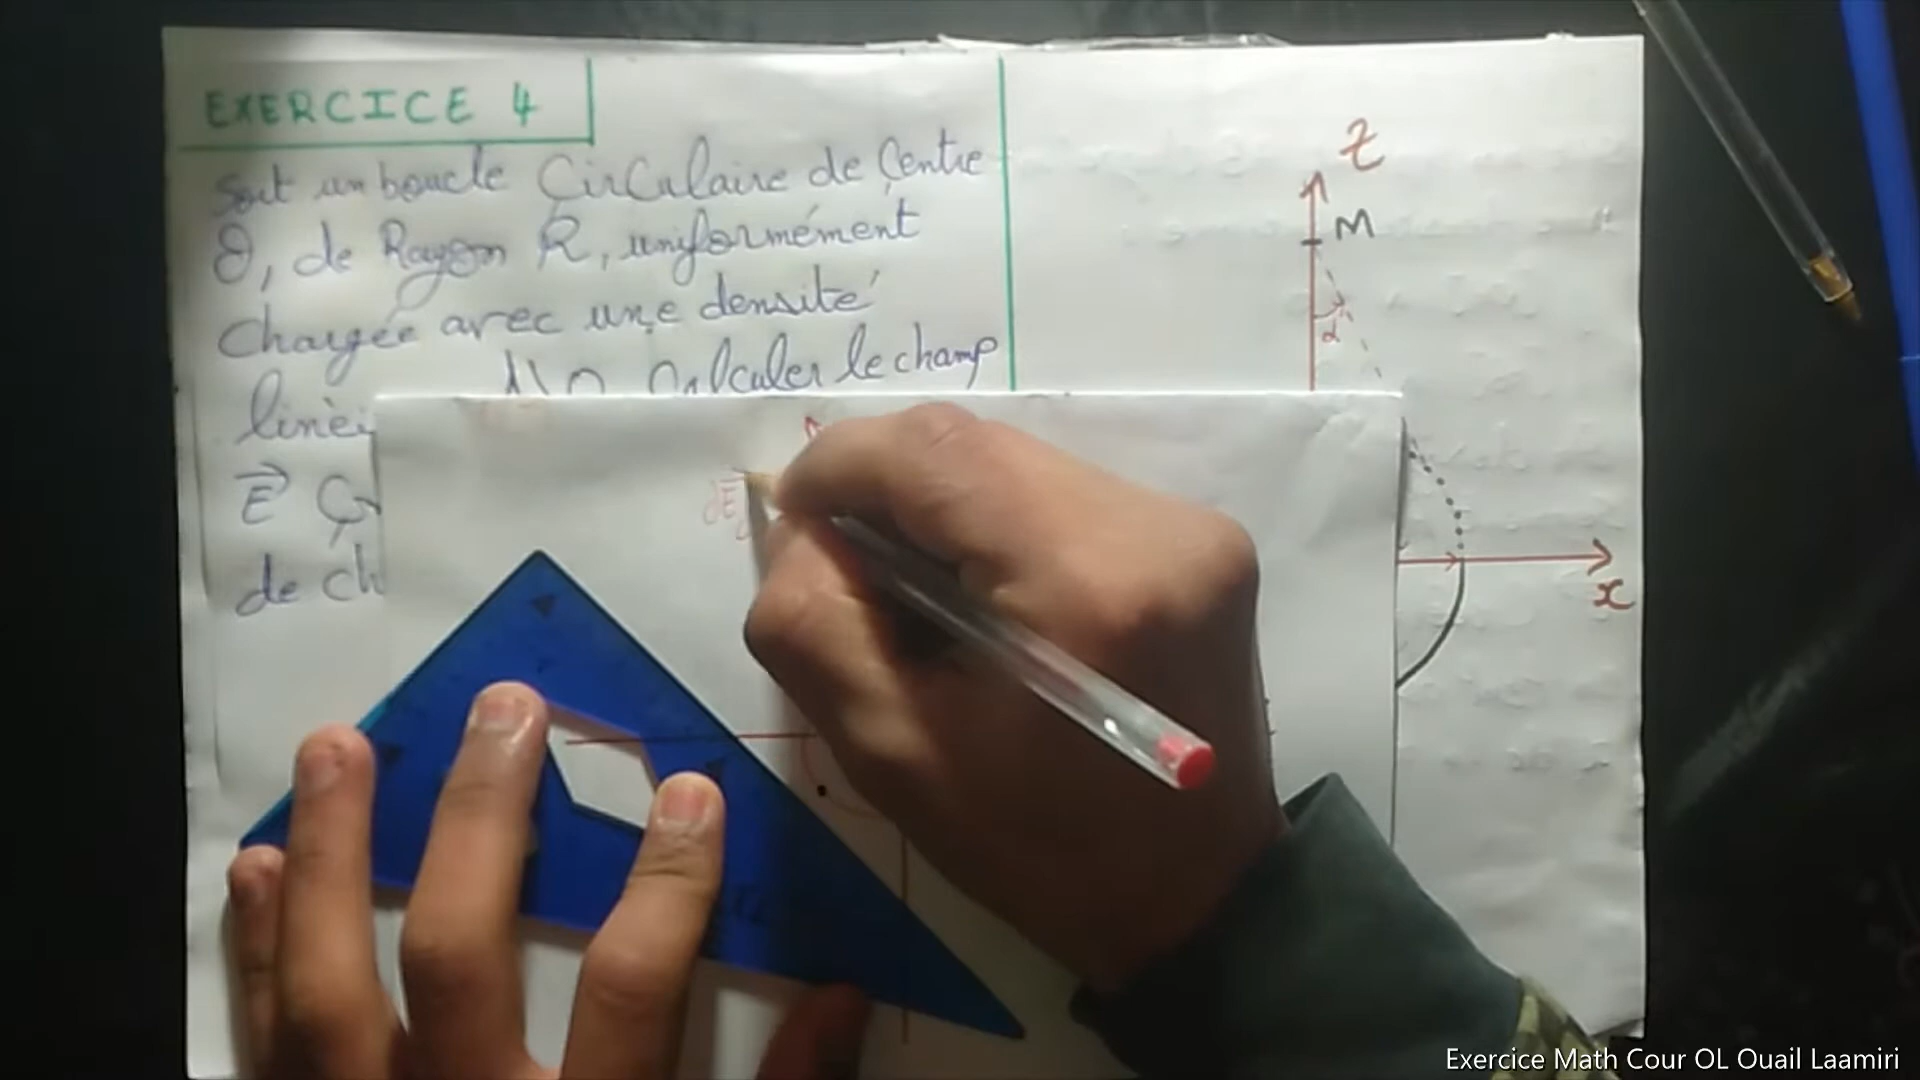 EXERCICE 4
Soit un boucle Circulaire de Centre
O, de Rayon R, uniformément
Chargée avec une densité
Calculer le champ
E
de ch
Z
M
α
x
dE
Exercice Math Cour OL Ouail Laamiri